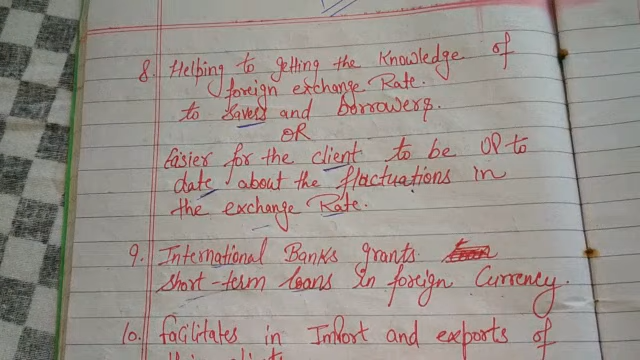 8. Helping to getting the Knowledge of
foreign exchange Rate.
to Savers and borrowers.
OR
Easier for the client to be UP to
date about the flactuations in
the exchange Rate.
9. International Banks grants
short-term loans In foreign Currency.
10. facilitates in Import and exports of